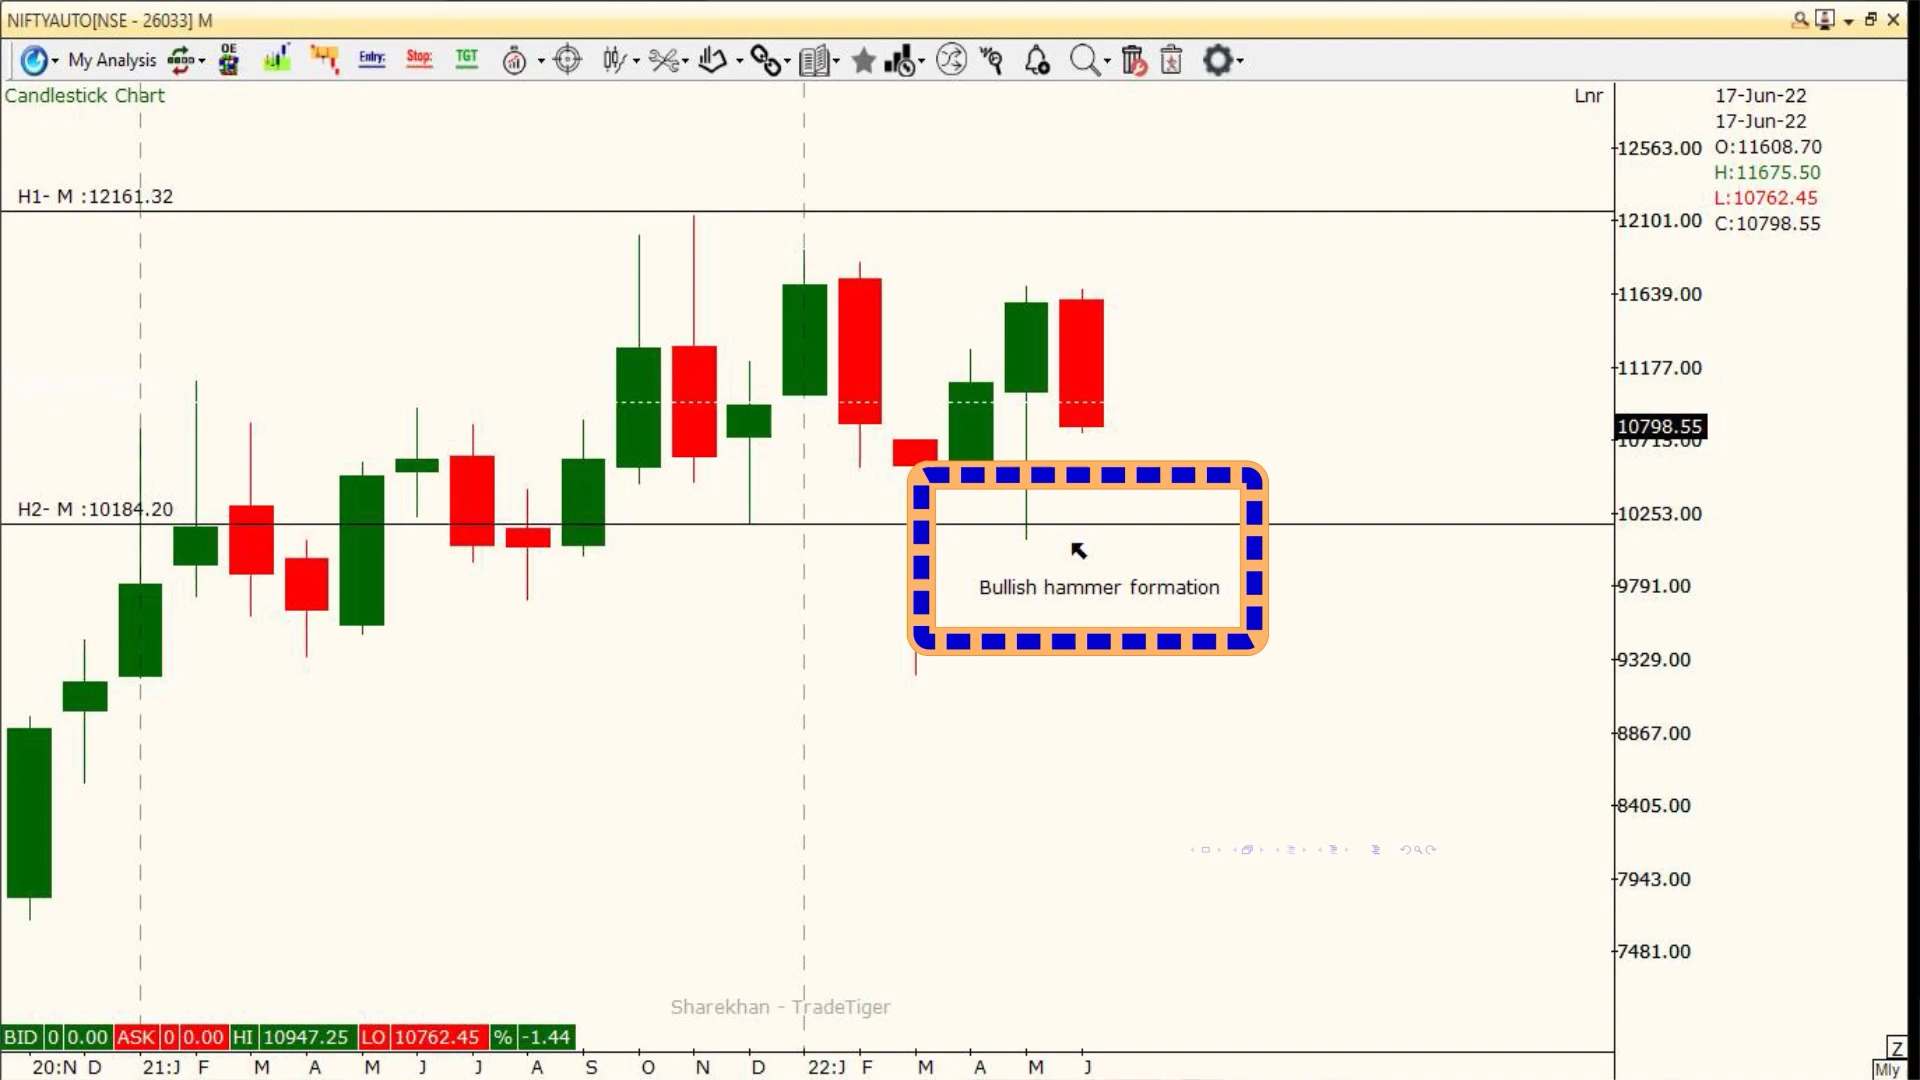 NIFTYAUTO[NSE - 26033] M
My Analysis OE Entry: Stop: TGT
Candlestick Chart
Lnr
17-Jun-22
17-Jun-22
O:11608.70
H:11675.50
L:10762.45
C:10798.55
12563.00
H1- M :12161.32
12101.00
11639.00
11177.00
10798.55
10715.00
H2- M :10184.20
10253.00
Bullish hammer formation
9791.00
9329.00
8867.00
8405.00
7943.00
7481.00
Sharekhan - TradeTiger
BID 0 0.00 ASK 0 0.00 HI 10947.25 LO 10762.45 % -1.44
Z
20:N D 21:J F M A M J J A S O N D 22:J F M A M J
Mly